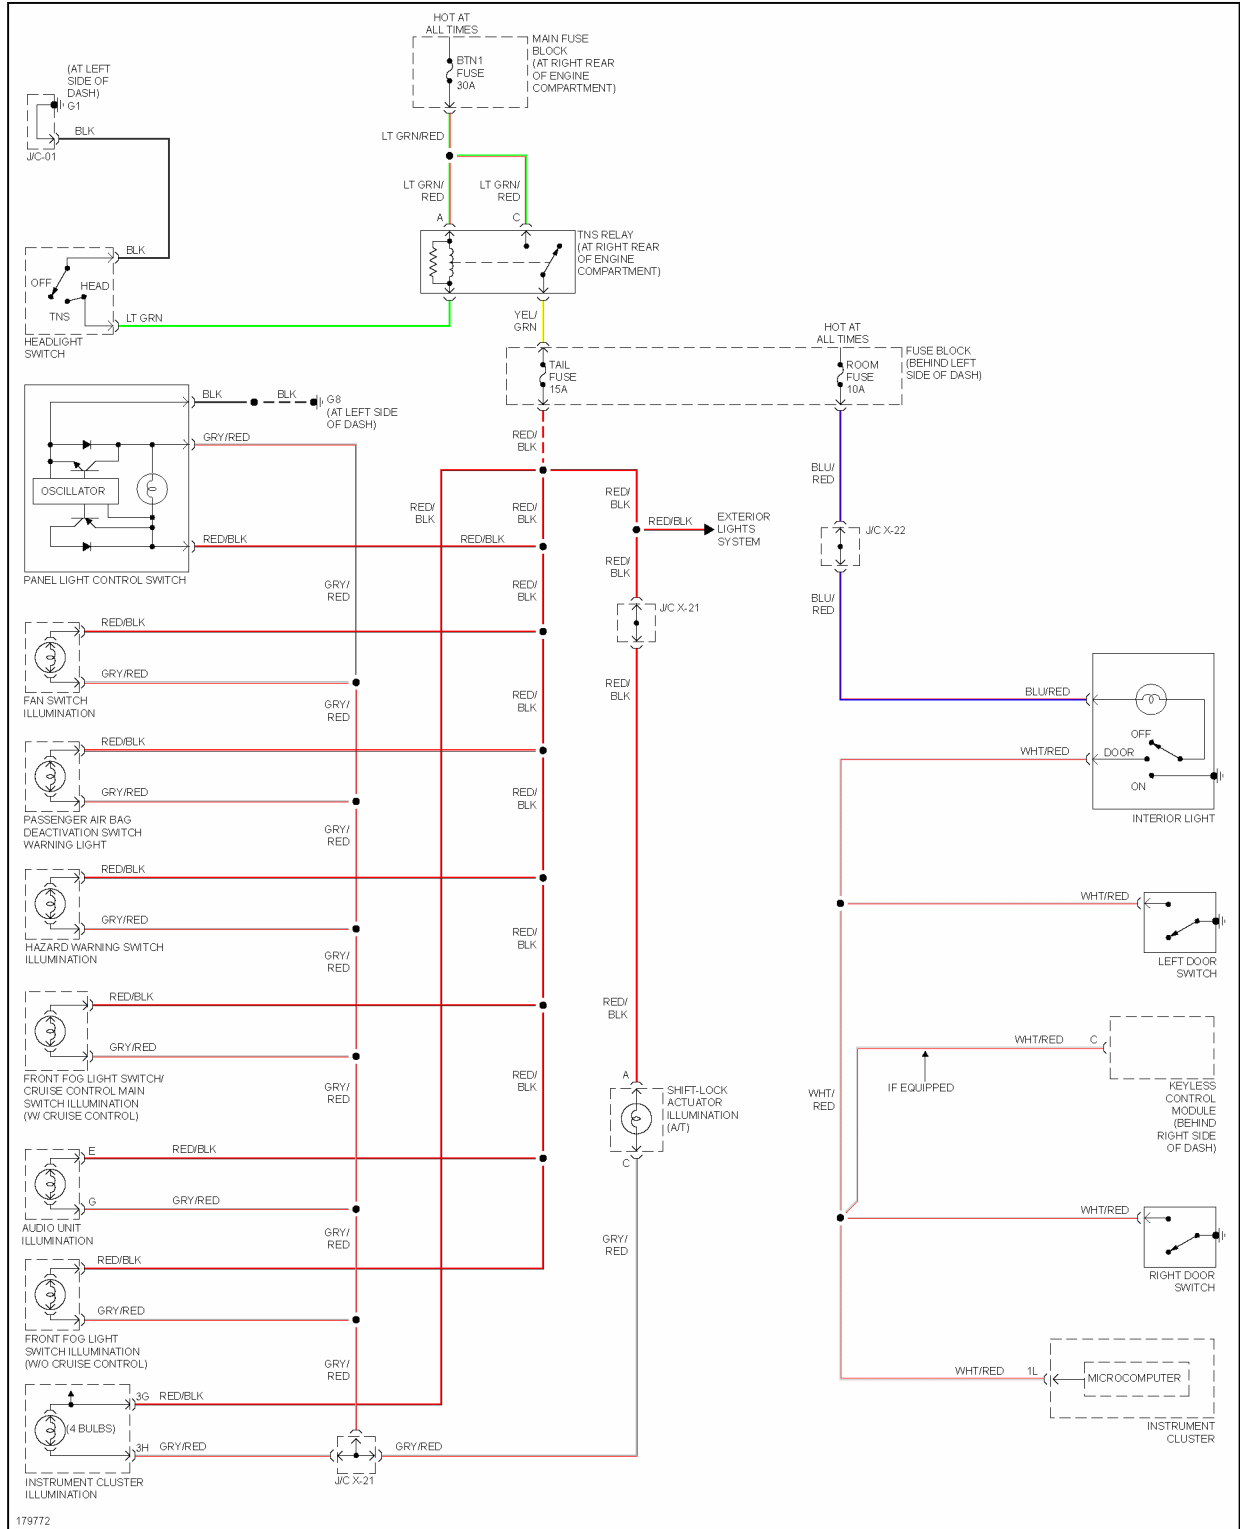 HOT AT
ALL TIMES
MAIN FUSE
BLOCK
(AT RIGHT REAR
OF ENGINE
COMPARTMENT)
BTN1
FUSE
30A
(AT LEFT
SIDE OF
DASH)
G1
BLK
J/C-01
LT GRN/RED
LT GRN/
RED
LT GRN/
RED
A
C
TNS RELAY
(AT RIGHT REAR
OF ENGINE
COMPARTMENT)
BLK
OFF
HEAD
TNS
LT GRN
HEADLIGHT
SWITCH
YEL/
GRN
HOT AT
ALL TIMES
TAIL
FUSE
15A
ROOM
FUSE
10A
FUSE BLOCK
(BEHIND LEFT
SIDE OF DASH)
BLK
BLK
G8
(AT LEFT SIDE
OF DASH)
GRY/RED
OSCILLATOR
RED/BLK
PANEL LIGHT CONTROL SWITCH
RED/
BLK
RED/
BLK
RED/
BLK
RED/
BLK
RED/BLK
EXTERIOR
LIGHTS
SYSTEM
BLU/
RED
J/C X-22
RED/BLK
RED/
BLK
BLU/
RED
GRY/
RED
RED/
BLK
J/C X-21
RED/BLK
GRY/RED
FAN SWITCH
ILLUMINATION
GRY/
RED
RED/
BLK
RED/
BLK
BLU/RED
WHT/RED
OFF
DOOR
ON
INTERIOR LIGHT
RED/BLK
GRY/RED
PASSENGER AIR BAG
DEACTIVATION SWITCH
WARNING LIGHT
GRY/
RED
RED/
BLK
RED/BLK
GRY/RED
HAZARD WARNING SWITCH
ILLUMINATION
GRY/
RED
RED/
BLK
WHT/RED
LEFT DOOR
SWITCH
RED/BLK
GRY/RED
FRONT FOG LIGHT SWITCH/
CRUISE CONTROL MAIN
SWITCH ILLUMINATION
(W/ CRUISE CONTROL)
GRY/
RED
RED/
BLK
RED/
BLK
A
SHIFT-LOCK
ACTUATOR
ILLUMINATION
(A/T)
C
WHT/RED
C
IF EQUIPPED
KEYLESS
CONTROL
MODULE
(BEHIND
RIGHT SIDE
OF DASH)
WHT/
RED
E
RED/BLK
G
GRY/RED
AUDIO UNIT
ILLUMINATION
GRY/
RED
GRY/
RED
WHT/RED
RIGHT DOOR
SWITCH
RED/BLK
GRY/RED
FRONT FOG LIGHT
SWITCH ILLUMINATION
(W/O CRUISE CONTROL)
GRY/
RED
WHT/RED
1L
MICROCOMPUTER
INSTRUMENT
CLUSTER
3G
RED/BLK
(4 BULBS)
3H
GRY/RED
GRY/RED
J/C X-21
INSTRUMENT CLUSTER
ILLUMINATION
179772